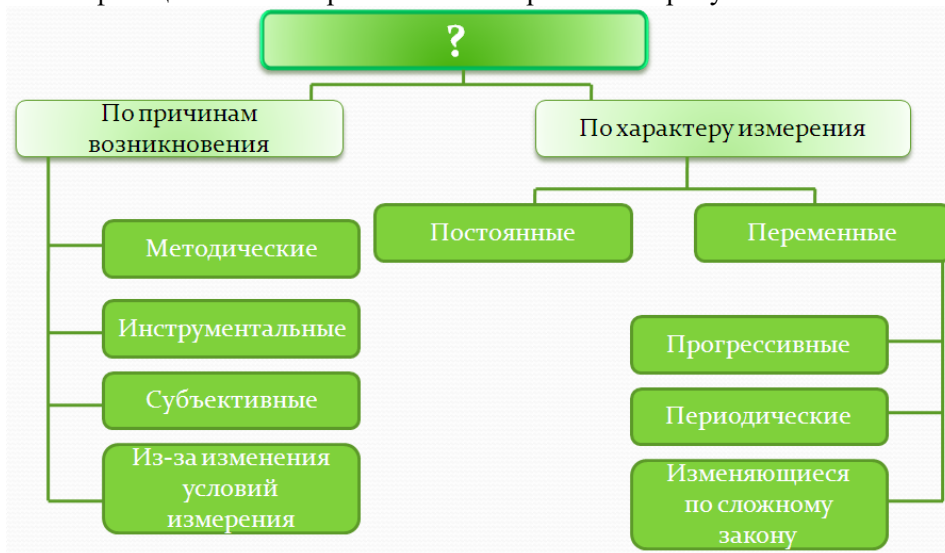 ?
По причинам
возникновения
По характеру измерения
Методические
Инструментальные
Субъективные
Из-за изменения
условий
измерения
Постоянные
Переменные
Прогрессивные
Периодические
Изменяющиеся
по сложному
закону